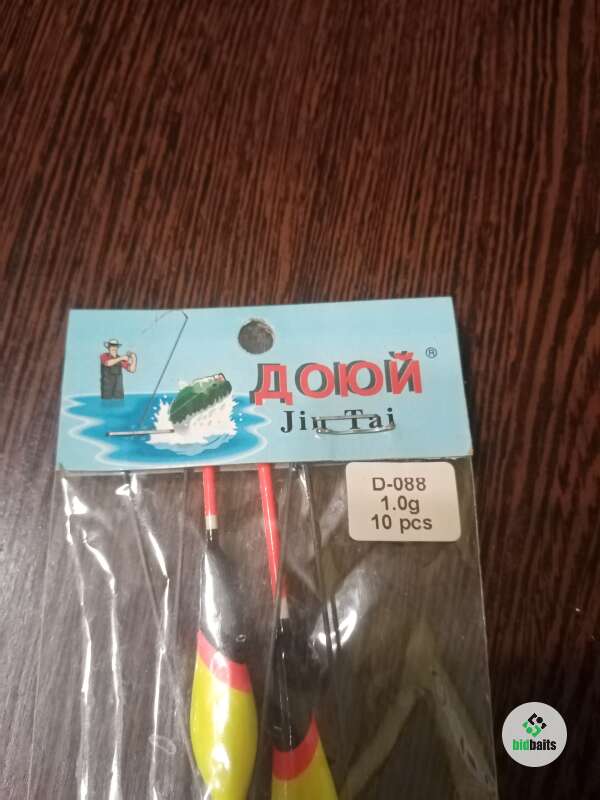 ДОЮЙ®
Jin Tai
D-088
1.0g
10 pcs
bidbaits